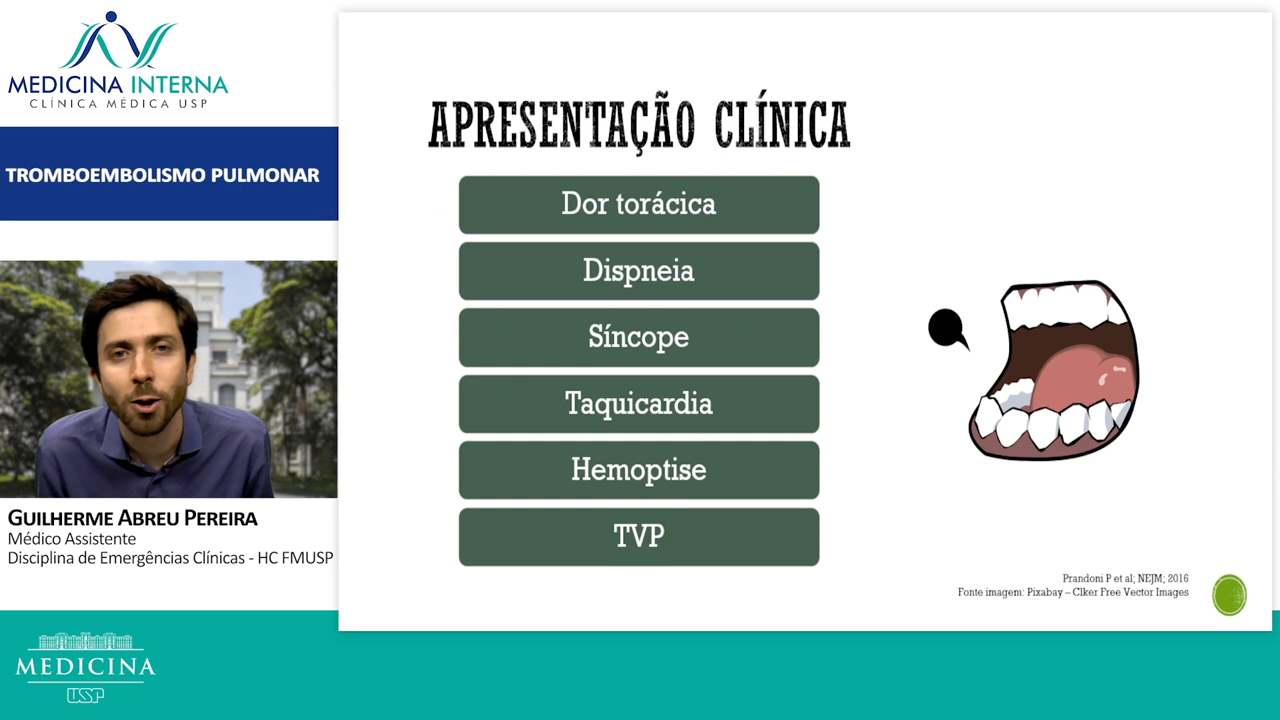 MEDICINA INTERNA
CLÍNICA MÉDICA USP
TROMBOEMBOLISMO PULMONAR
GUILHERME ABREU PEREIRA
Médico Assistente
Disciplina de Emergências Clínicas - HC FMUSP
MEDICINA
USP
APRESENTAÇÃO CLÍNICA
Dor torácica
Dispneia
Síncope
Taquicardia
Hemoptise
TVP
Prandoni P et al; NEJM; 2016
Fonte imagem: Pixabay – Clker Free Vector Images